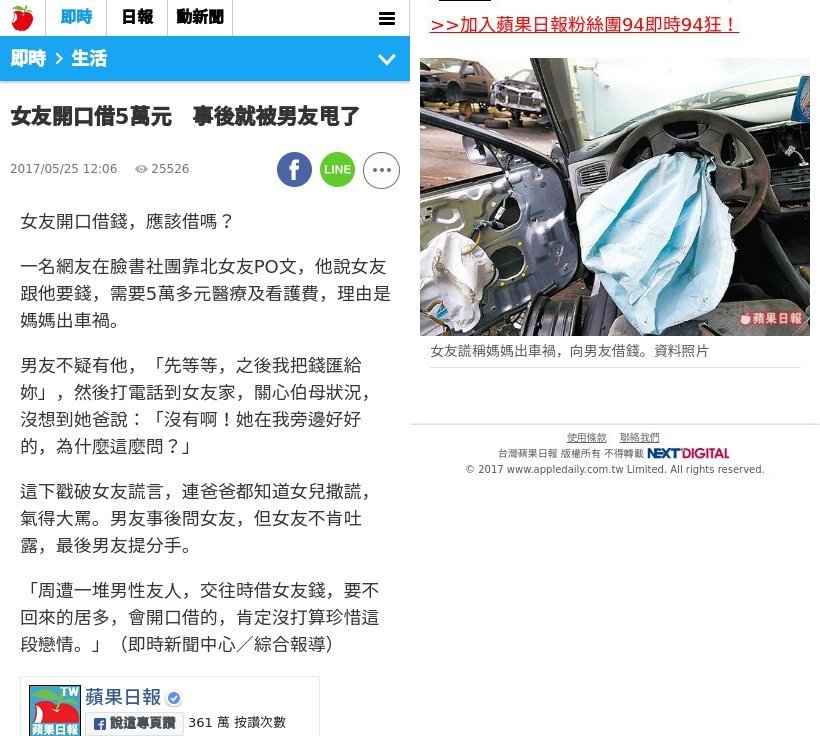 即時
日報
動新聞
即時 > 生活
女友開口借5萬元　事後就被男友甩了
2017/05/25 12:06 25526
LINE
女友開口借錢，應該借嗎？
一名網友在臉書社團靠北女友PO文，他說女友
跟他要錢，需要5萬多元醫療及看護費，理由是
媽媽出車禍。
男友不疑有他，「先等等，之後我把錢匯給
妳」，然後打電話到女友家，關心伯母狀況，
沒想到她爸說：「沒有啊！她在我旁邊好好
的，為什麼這麼問？」
這下戳破女友謊言，連爸爸都知道女兒撒謊，
氣得大罵。男友事後問女友，但女友不肯吐
露，最後男友提分手。
「周遭一堆男性友人，交往時借女友錢，要不
回來的居多，會開口借的，肯定沒打算珍惜這
段戀情。」（即時新聞中心／綜合報導）
TW
蘋果日報
蘋果日報
說這專頁讚 361 萬 按讚次數
>>加入蘋果日報粉絲團94即時94狂！
蘋果日報
女友謊稱媽媽出車禍，向男友借錢。資料照片
使用條款 聯絡我們
台灣蘋果日報 版權所有 不得轉載 NEXT DIGITAL
© 2017 www.appledaily.com.tw Limited. All rights reserved.